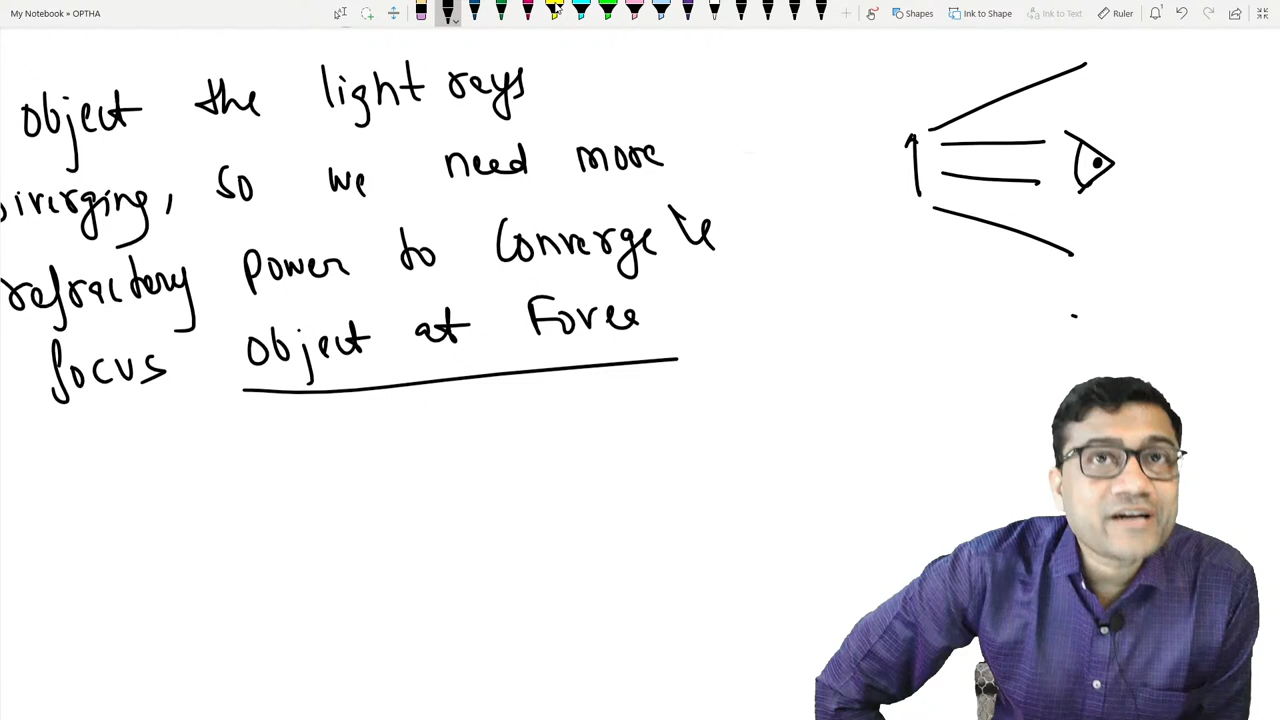 My Notebook » OPTHA
Shapes
Ink to Shape
Ink to Text
Ruler
object the light rays
iverging, so we need more
refractory power to Converge &
focus object at Fovea